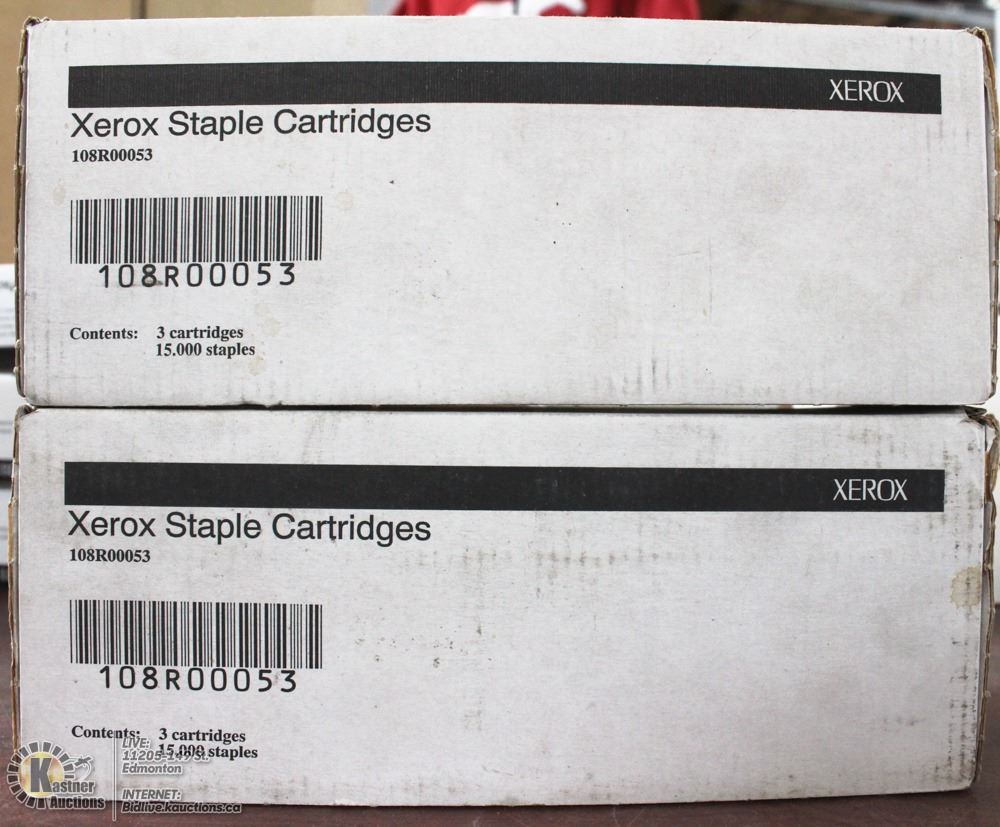 XEROX
Xerox Staple Cartridges
108R00053
108R00053
Contents: 3 cartridges
15.000 staples
XEROX
Xerox Staple Cartridges
108R00053
108R00053
Contents: 3 cartridges
15.000 staples
Kastner
Auctions
LIVE:
11205-149 St.
Edmonton
INTERNET:
Bidlive.kauctions.ca